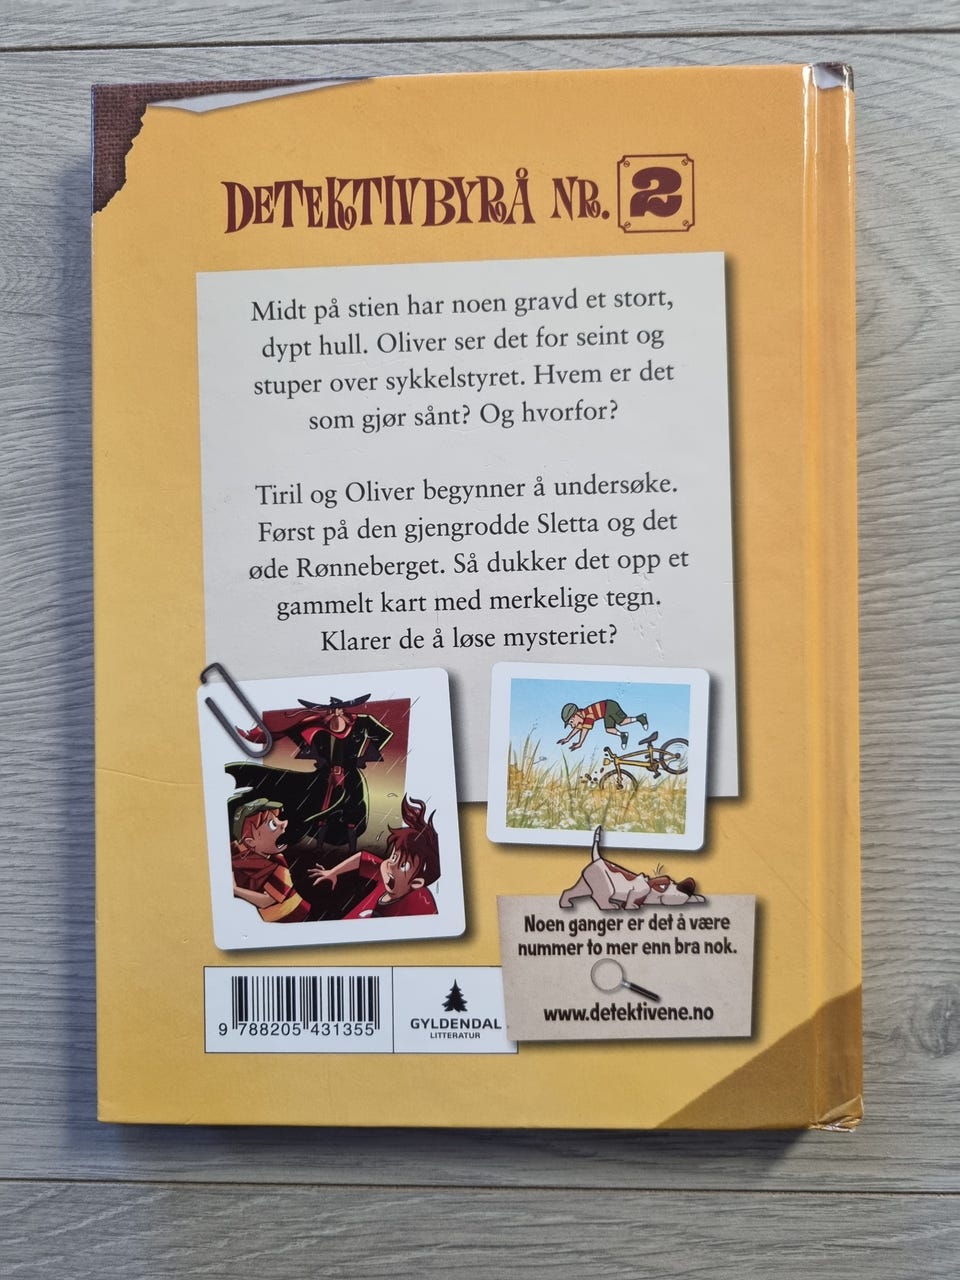 DETEKTIVBYRÅ NR. 2
Midt på stien har noen gravd et stort,
dypt hull. Oliver ser det for seint og
stuper over sykkelstyret. Hvem er det
som gjør sånt? Og hvorfor?
Tiril og Oliver begynner å undersøke.
Først på den gjengrodde Sletta og det
øde Rønneberget. Så dukker det opp et
gammelt kart med merkelige tegn.
Klarer de å løse mysteriet?
Noen ganger er det å være
nummer to mer enn bra nok.
www.detektivene.no
9 788205 431355
GYLDENDAL
LITTERATUR